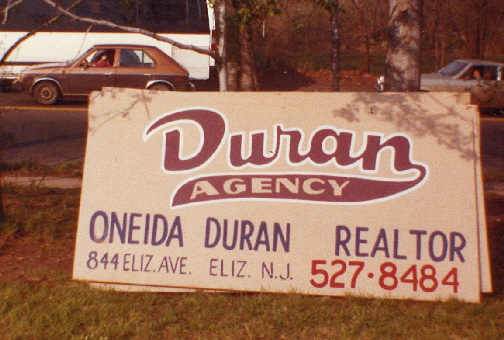 Duran
AGENCY
ONEIDA DURAN REALTOR
844 ELIZ. AVE. ELIZ. N.J. 527·8484